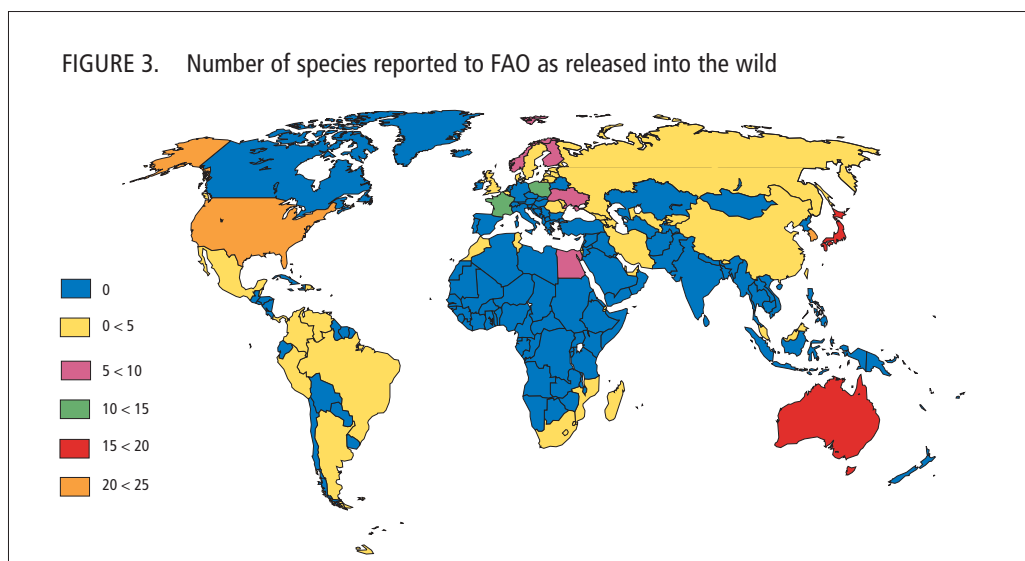 FIGURE 3. Number of species reported to FAO as released into the wild
0
0 < 5
5 < 10
10 < 15
15 < 20
20 < 25